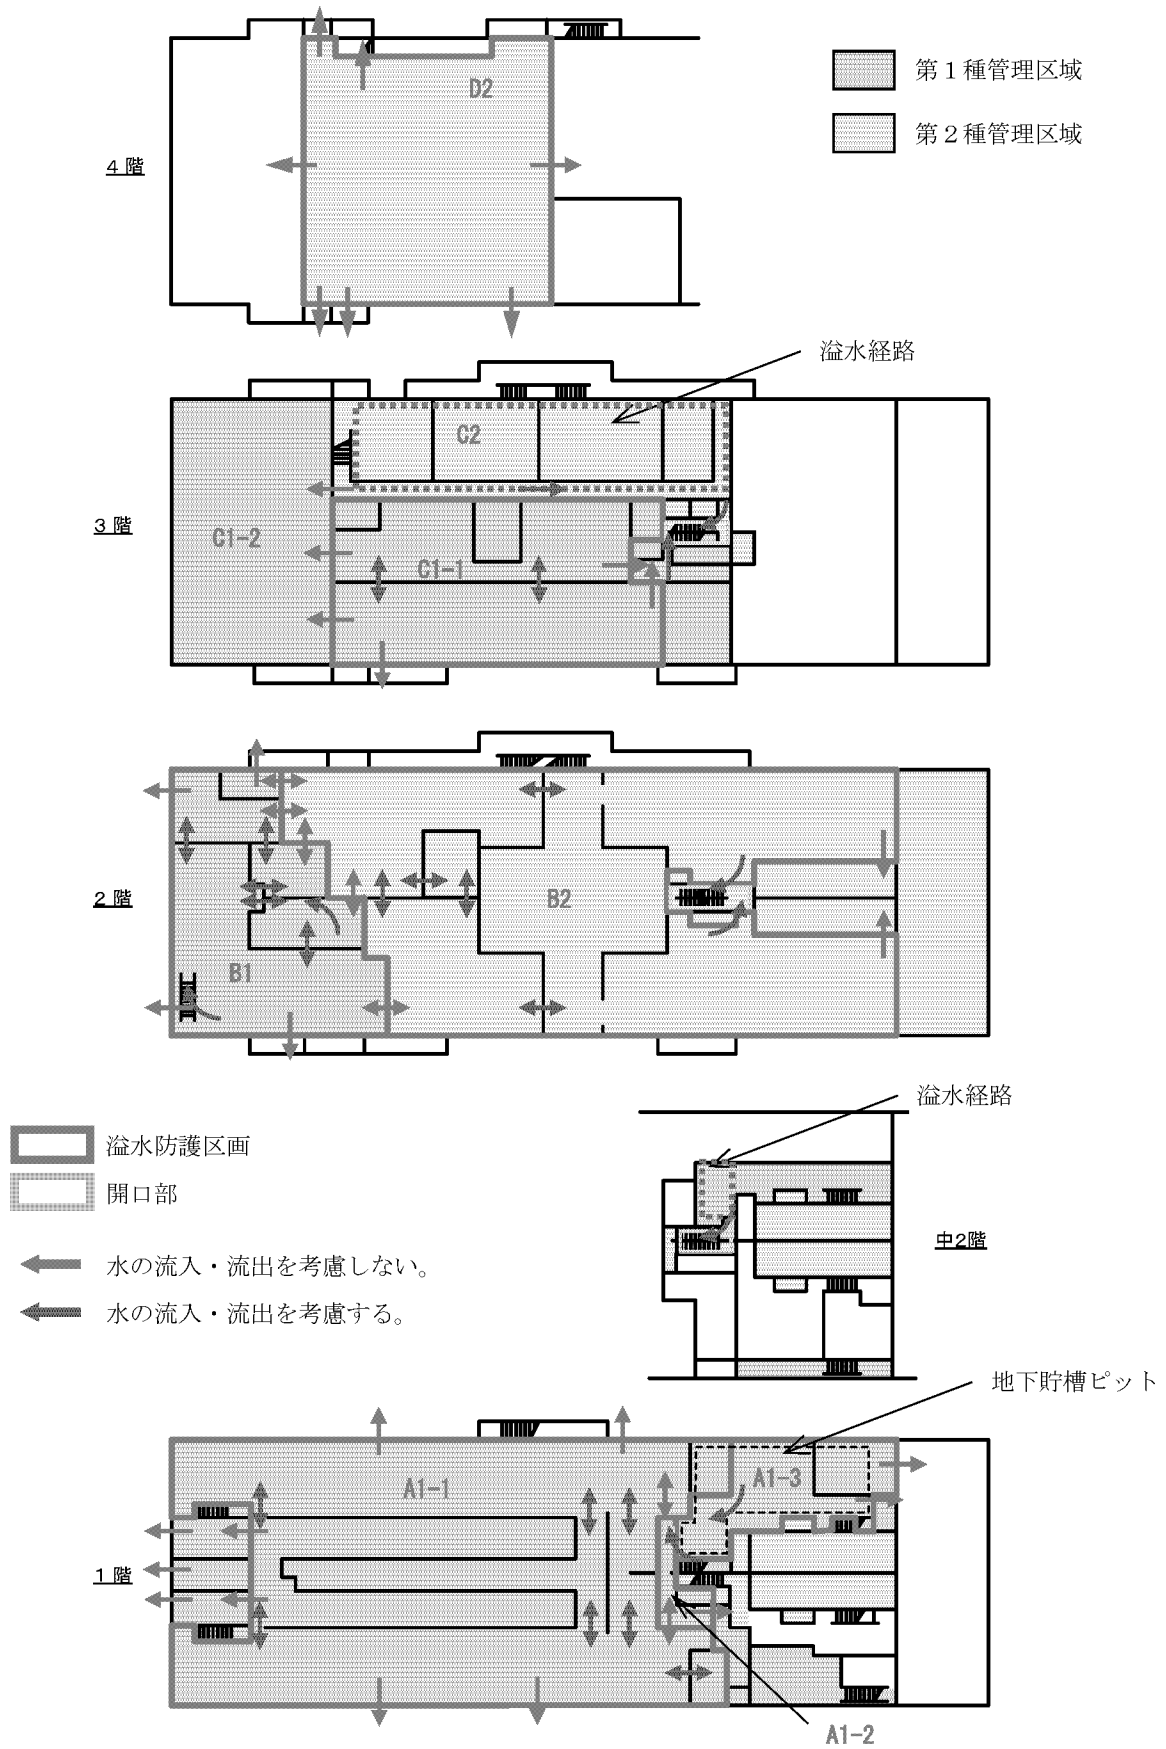 D2
第１種管理区域
第２種管理区域
４階
溢水経路
C2
３階
C1-2
C1-1
２階
B2
B1
溢水経路
溢水防護区画
開口部
中2階
水の流入・流出を考慮しない。
水の流入・流出を考慮する。
地下貯槽ピット
A1-1
A1-3
１階
A1-2